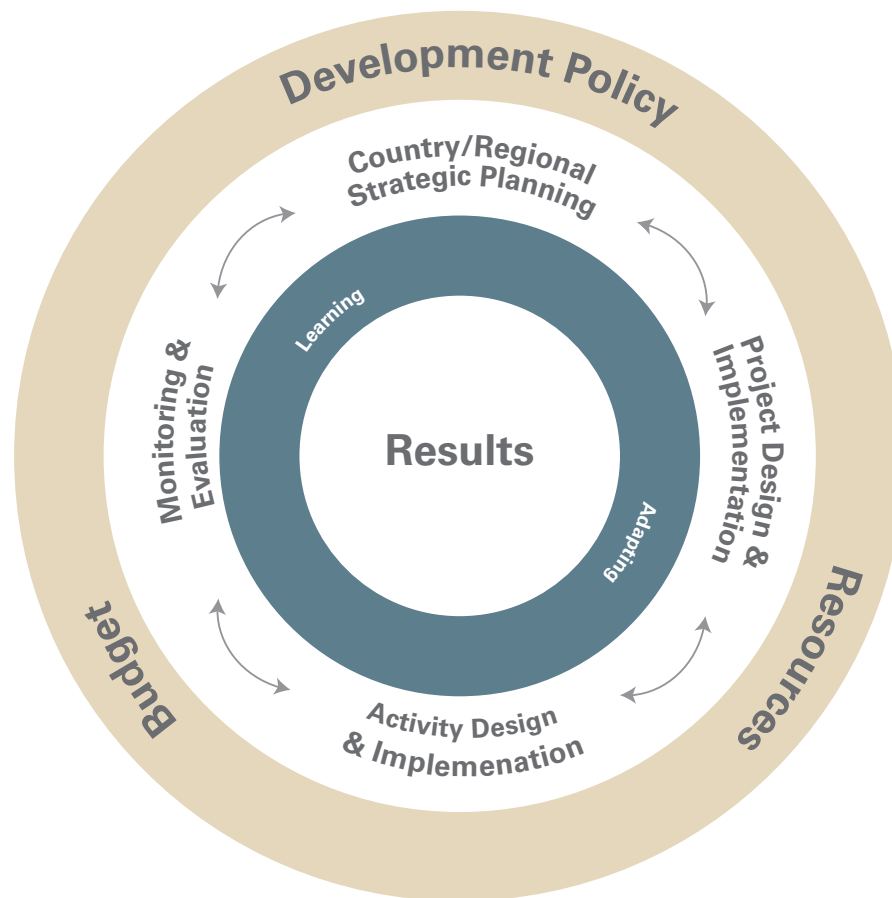 Development Policy
Country/Regional
Strategic Planning
Learning
Monitoring &
Evaluation
Results
Project Design &
Implementation
Adapting
Budget
Resources
Activity Design
& Implemenation